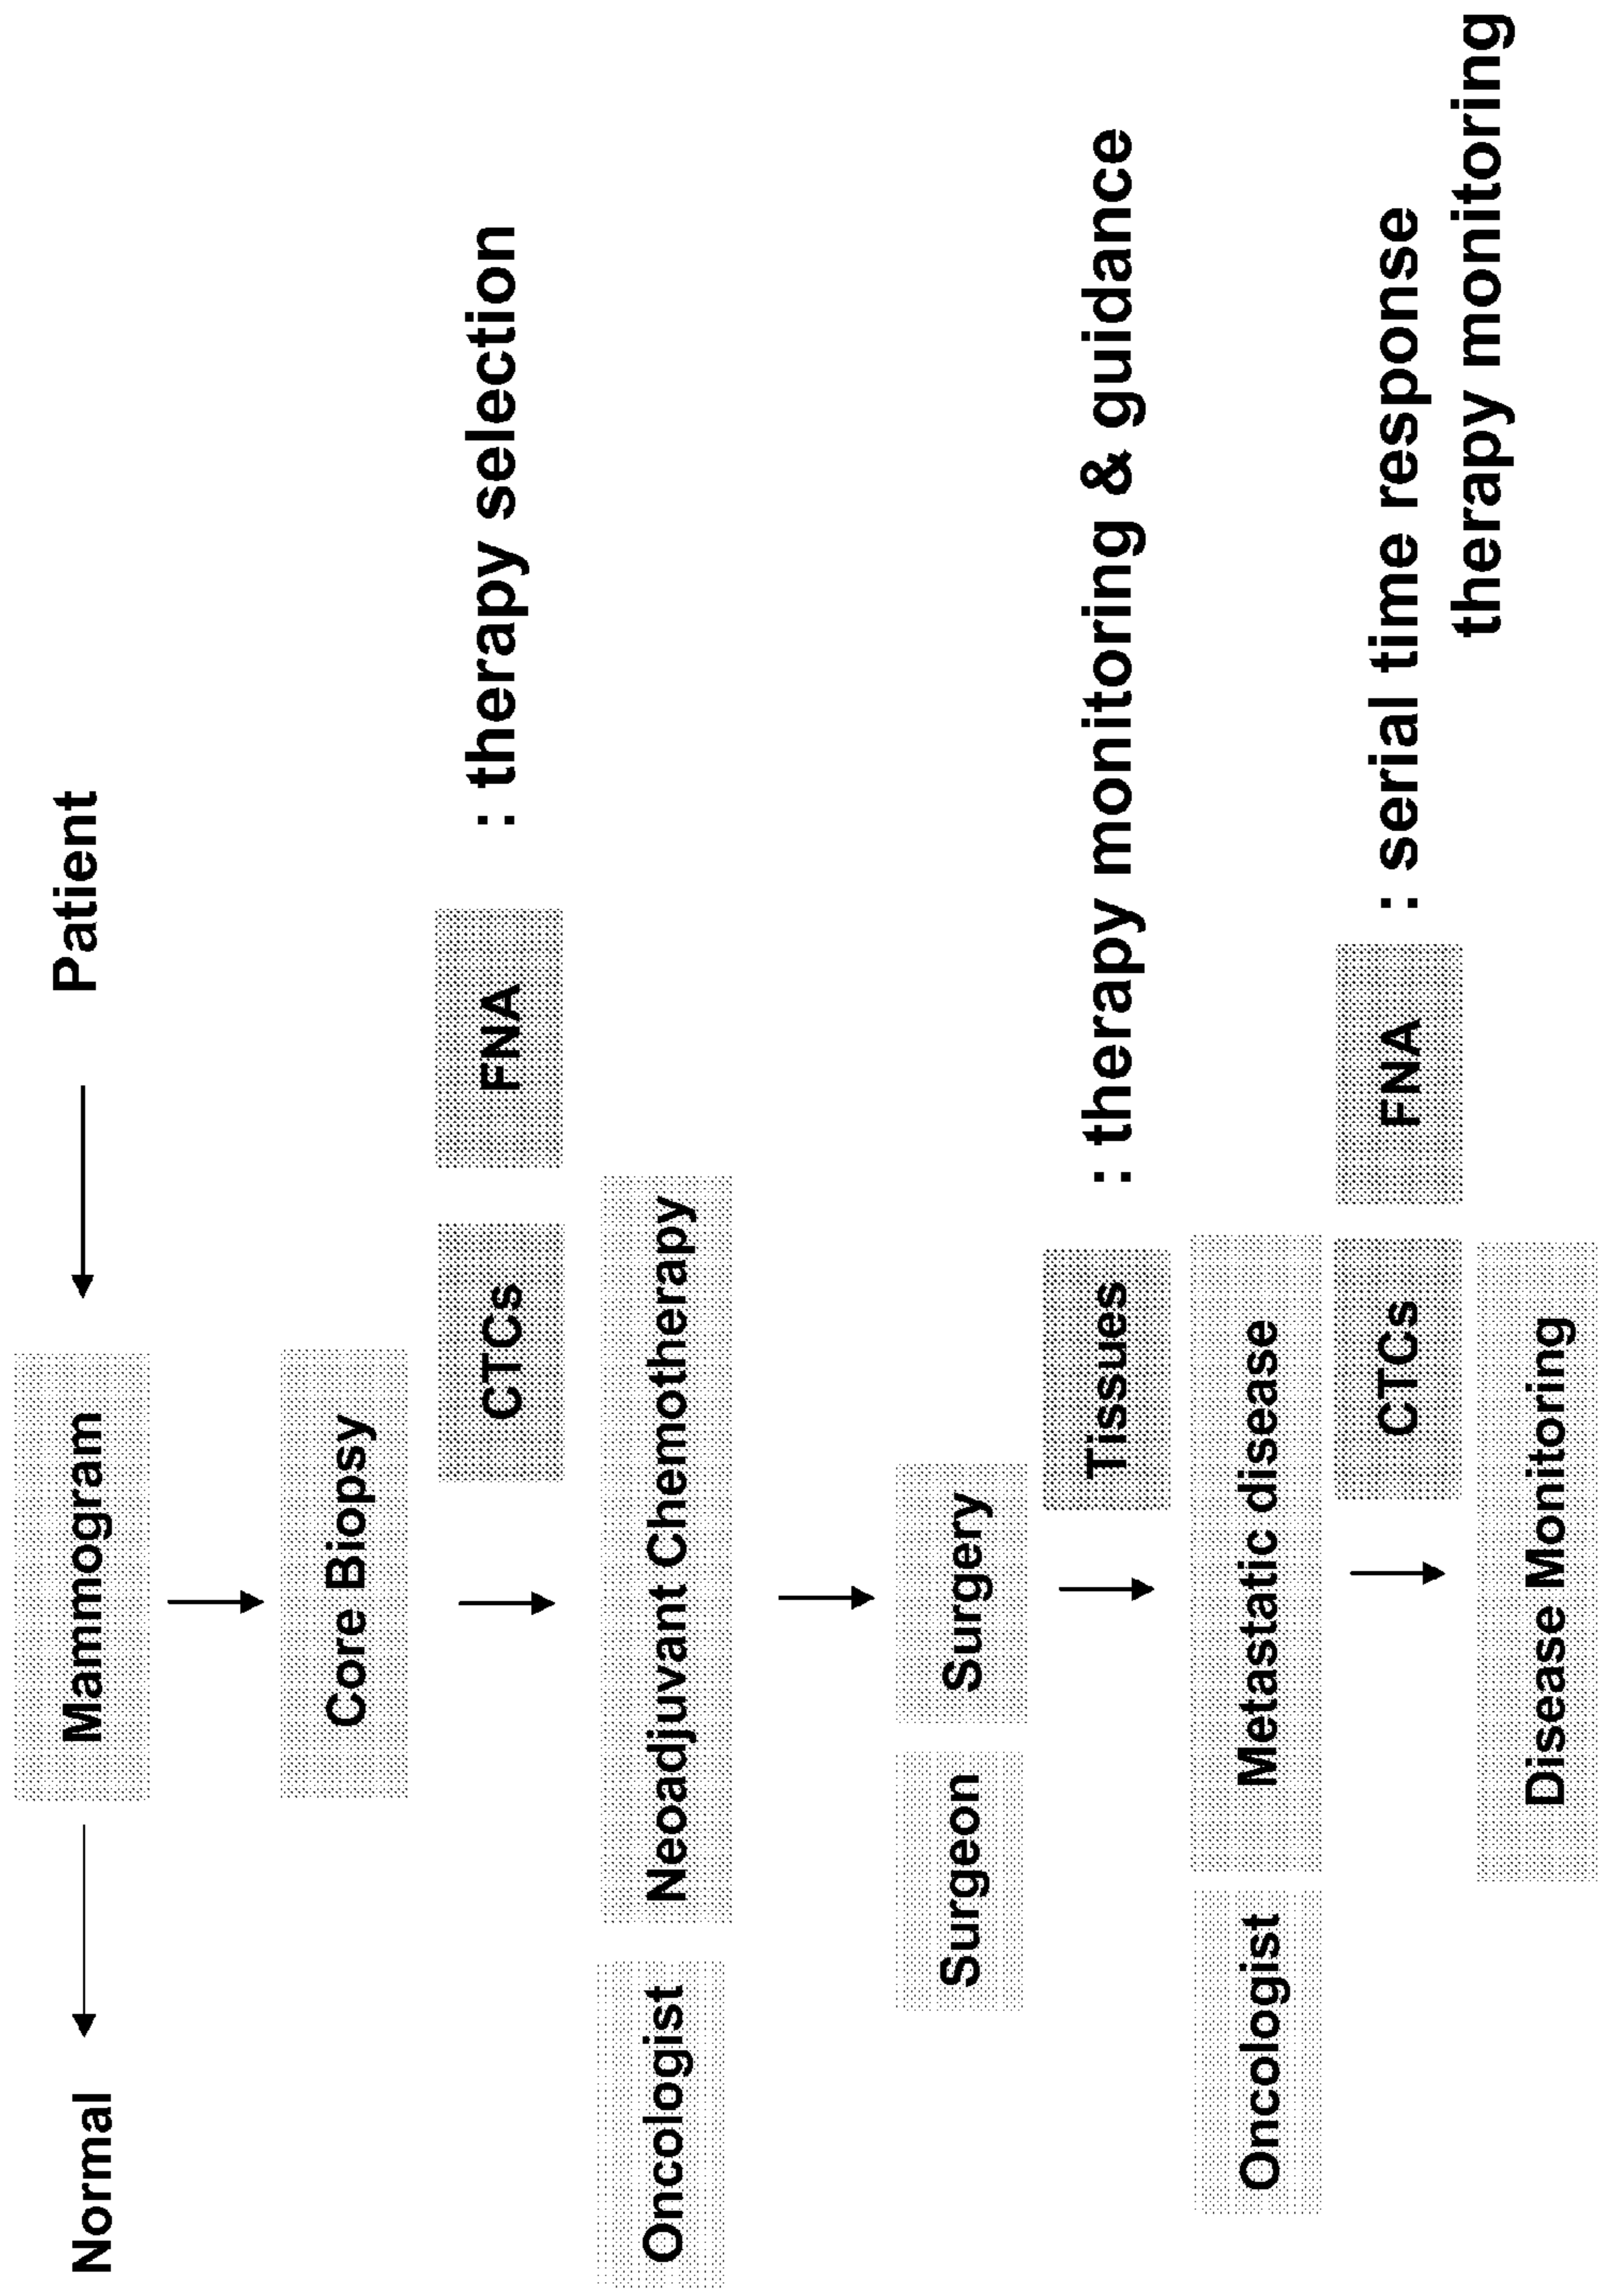 Normal
Mammogram
Patient
Core Biopsy
CTCs
FNA
: therapy selection
Oncologist
Neoadjuvant Chemotherapy
Surgeon
Surgery
Tissues
: therapy monitoring & guidance
Oncologist
Metastatic disease
CTCs
FNA
: serial time response
therapy monitoring
Disease Monitoring